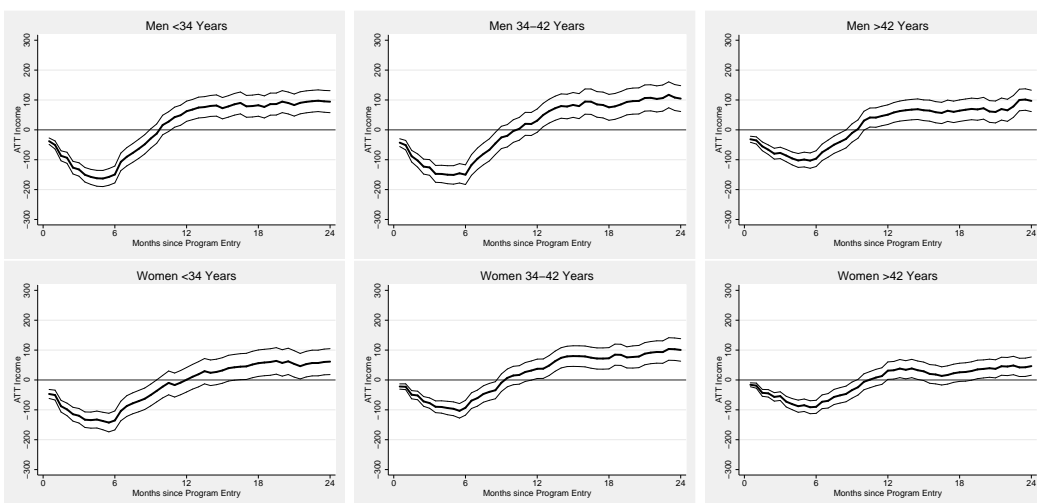 Men <34 Years
ATT Income
300
200
100
0
−100
−200
−300
0 6 12 18 24
Months since Program Entry
Men 34–42 Years
ATT Income
300
200
100
0
−100
−200
−300
0 6 12 18 24
Months since Program Entry
Men >42 Years
ATT Income
300
200
100
0
−100
−200
−300
0 6 12 18 24
Months since Program Entry
Women <34 Years
ATT Income
300
200
100
0
−100
−200
−300
0 6 12 18 24
Months since Program Entry
Women 34–42 Years
ATT Income
300
200
100
0
−100
−200
−300
0 6 12 18 24
Months since Program Entry
Women >42 Years
ATT Income
300
200
100
0
−100
−200
−300
0 6 12 18 24
Months since Program Entry